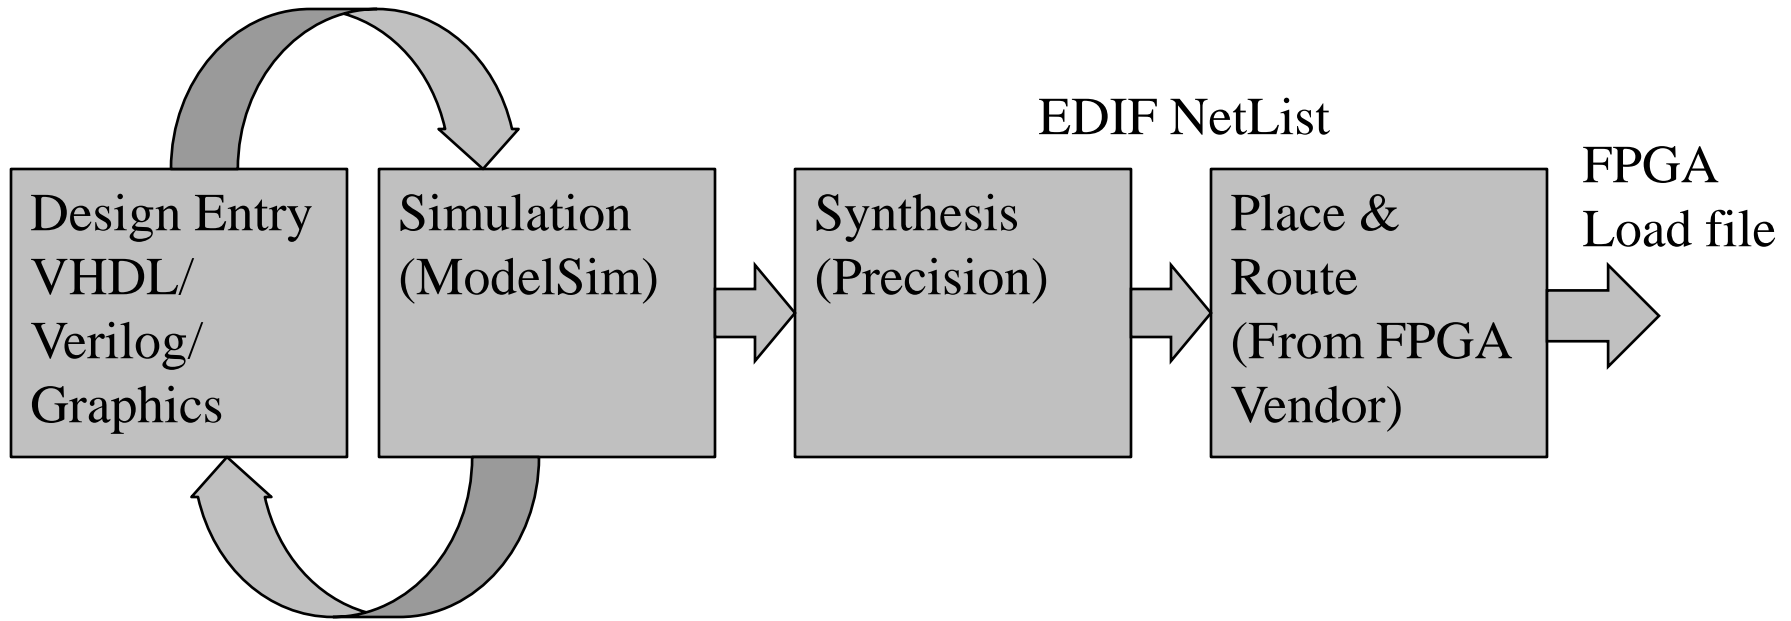 EDIF NetList
FPGA
Load file
Design Entry
VHDL/
Verilog/
Graphics
Simulation
(ModelSim)
Synthesis
(Precision)
Place &
Route
(From FPGA
Vendor)